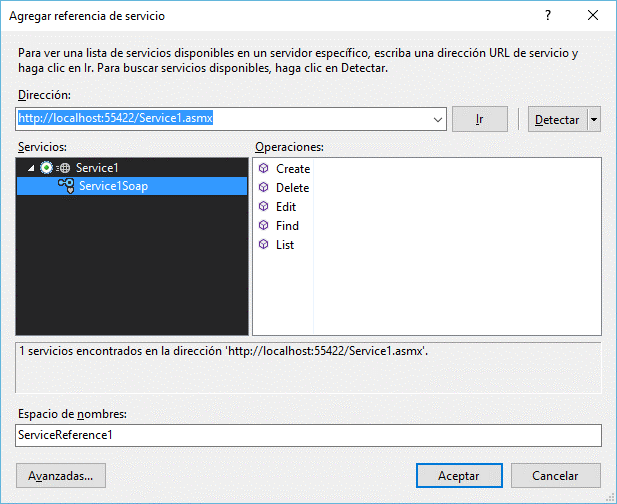 Agregar referencia de servicio
Para ver una lista de servicios disponibles en un servidor específico, escriba una dirección URL de servicio y
haga clic en Ir. Para buscar servicios disponibles, haga clic en Detectar.
Dirección:
http://localhost:55422/Service1.asmx
Ir
Detectar
Servicios:
Operaciones:
Service1
Service1Soap
Create
Delete
Edit
Find
List
1 servicios encontrados en la dirección 'http://localhost:55422/Service1.asmx'.
Espacio de nombres:
ServiceReference1
Avanzadas...
Aceptar
Cancelar